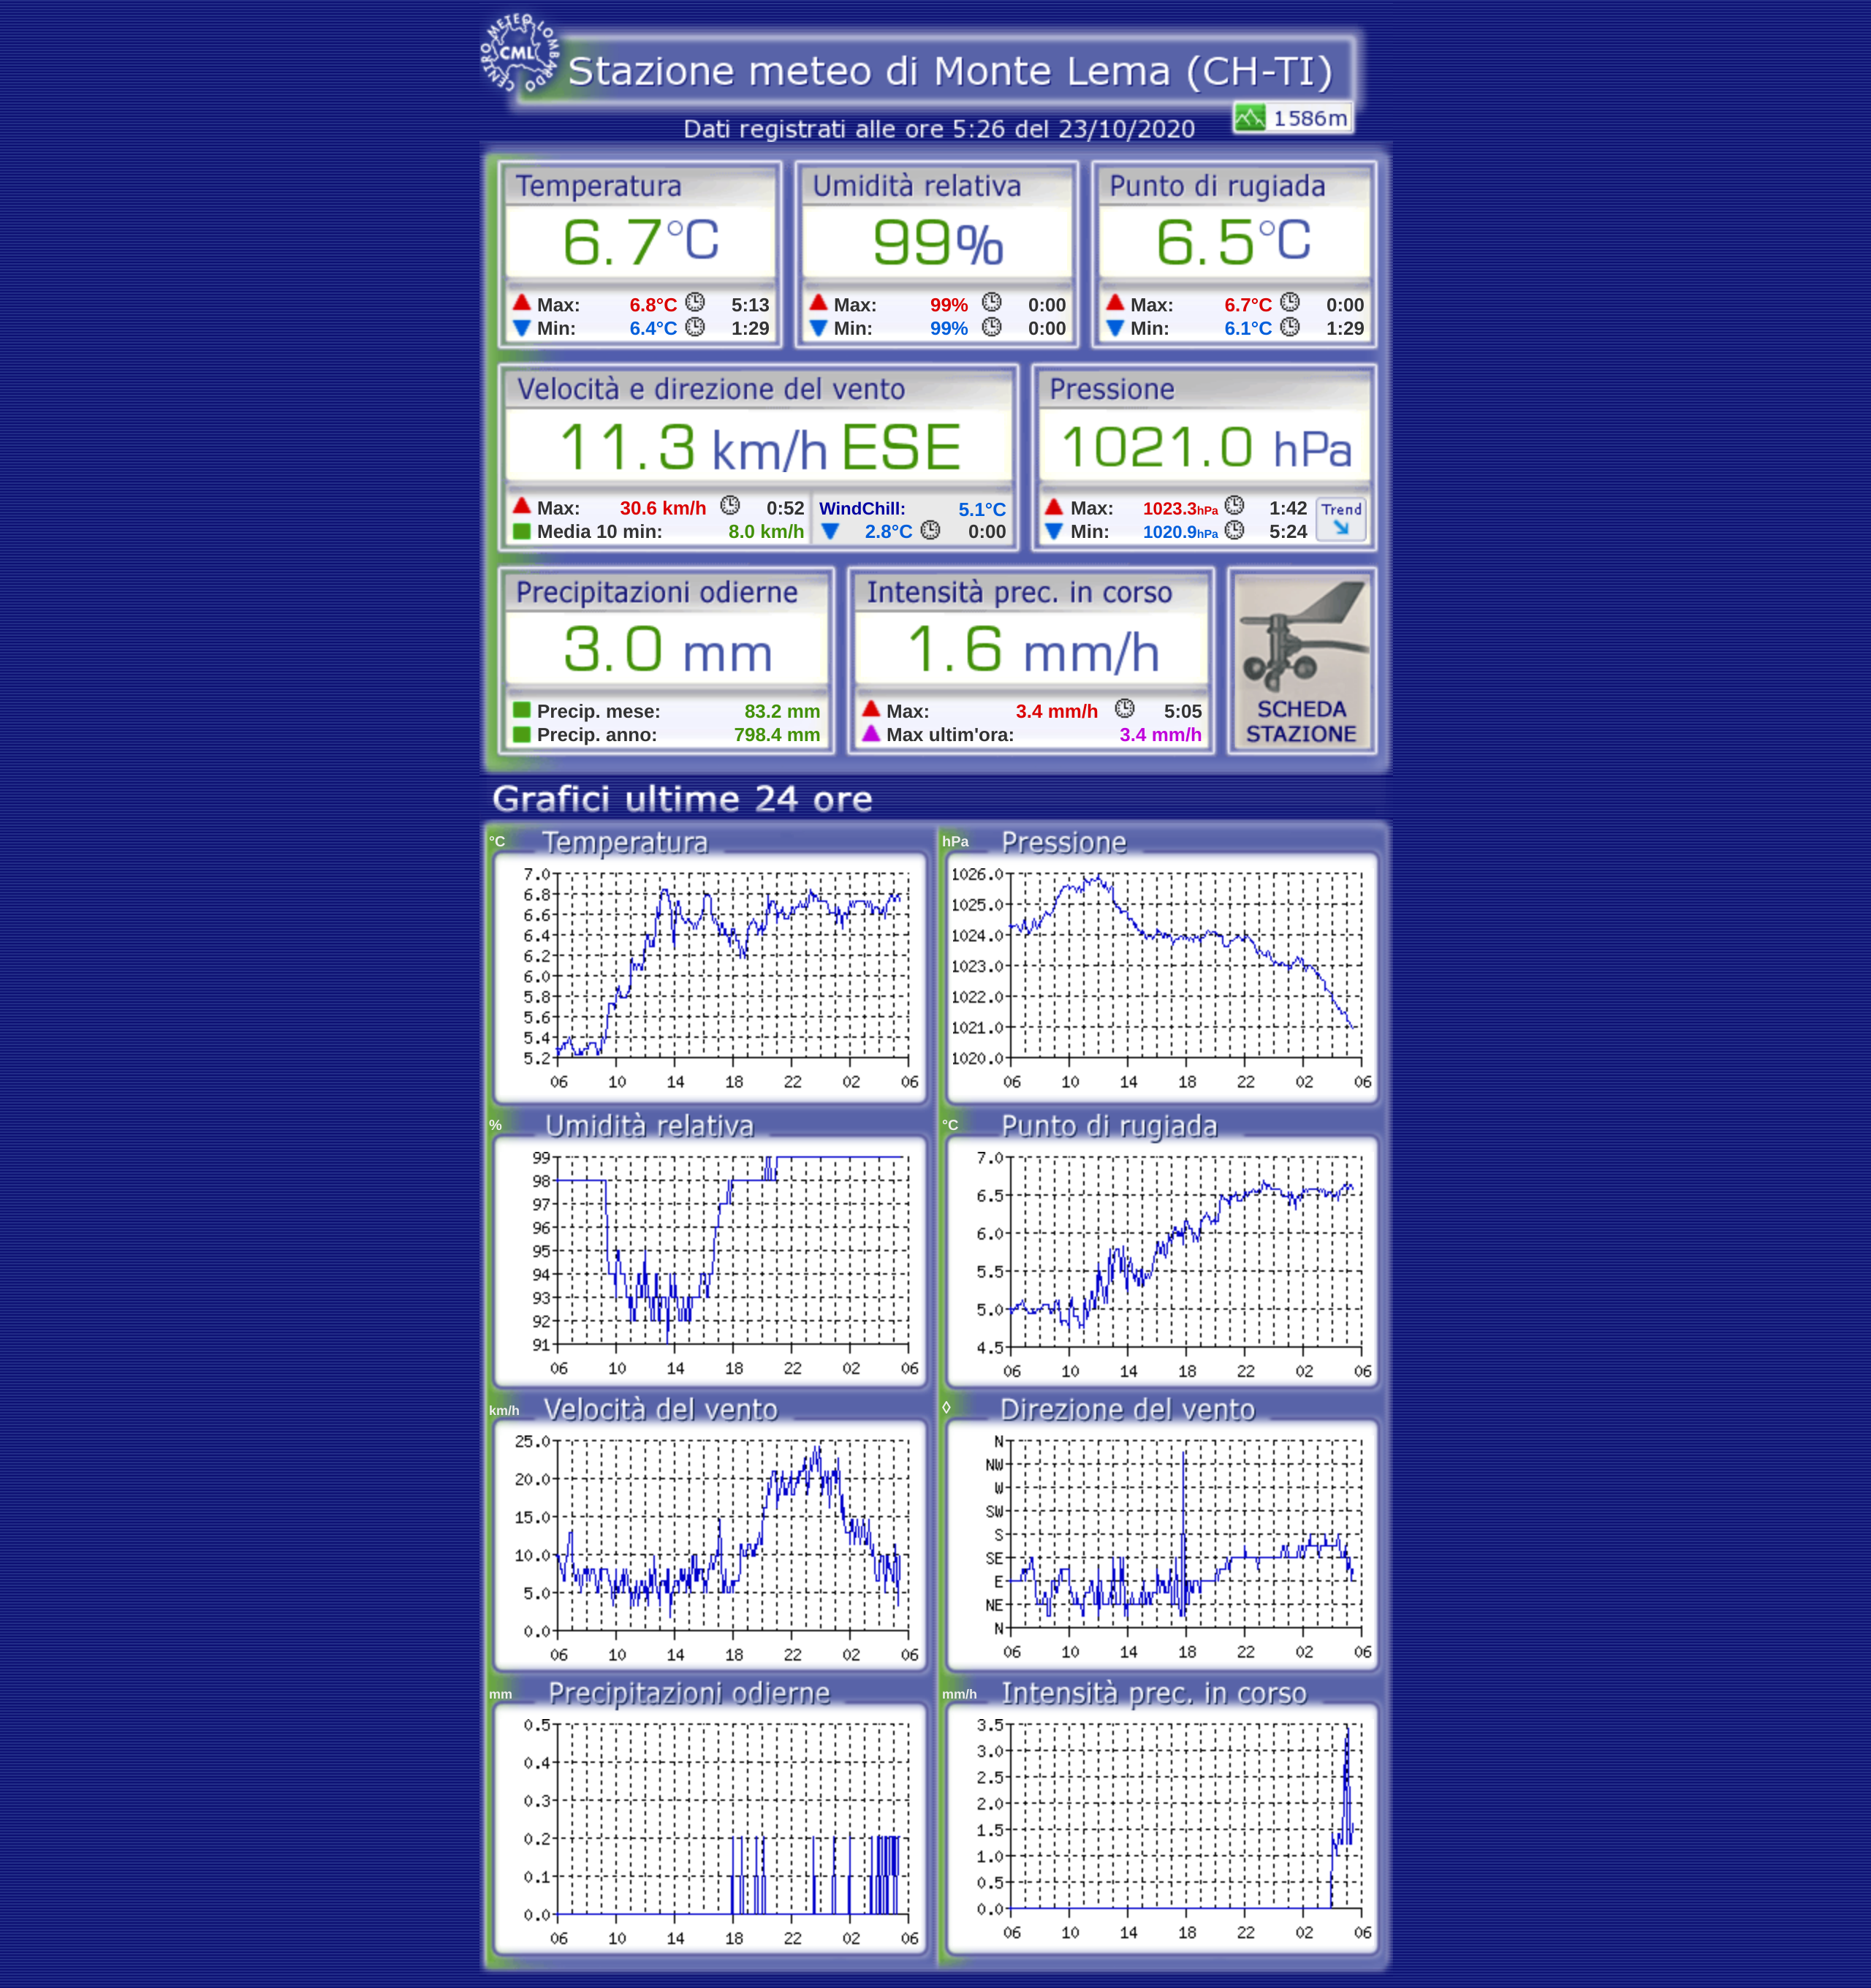 CENTRO METEO LOMBARDO
CML
Stazione meteo di Monte Lema (CH-TI)
1586m
Dati registrati alle ore 5:26 del 23/10/2020
Temperatura Umidità relativa Punto di rugiada
6.7°C 99% 6.5°C
Max: 6.8°C 5:13 Max: 99% 0:00 Max: 6.7°C 0:00
Min: 6.4°C 1:29 Min: 99% 0:00 Min: 6.1°C 1:29
Velocità e direzione del vento Pressione
11.3 km/h ESE 1021.0 hPa
Max: 30.6 km/h 0:52 WindChill: 5.1°C Max: 1023.3hPa 1:42 Trend
Media 10 min: 8.0 km/h 2.8°C 0:00 Min: 1020.9hPa 5:24
Precipitazioni odierne Intensità prec. in corso
3.0 mm 1.6 mm/h
Precip. mese: 83.2 mm Max: 3.4 mm/h 5:05 SCHEDA
Precip. anno: 798.4 mm Max ultim'ora: 3.4 mm/h STAZIONE
Grafici ultime 24 ore
°C Temperatura
7.0
6.8
6.6
6.4
6.2
6.0
5.8
5.6
5.4
5.2
06 10 14 18 22 02 06
hPa Pressione
1026.0
1025.0
1024.0
1023.0
1022.0
1021.0
1020.0
06 10 14 18 22 02 06
% Umidità relativa
99
98
97
96
95
94
93
92
91
06 10 14 18 22 02 06
°C Punto di rugiada
7.0
6.5
6.0
5.5
5.0
4.5
06 10 14 18 22 02 06
km/h Velocità del vento
25.0
20.0
15.0
10.0
5.0
0.0
06 10 14 18 22 02 06
◊ Direzione del vento
N
NW
W
SW
S
SE
E
NE
N
06 10 14 18 22 02 06
mm Precipitazioni odierne
0.5
0.4
0.3
0.2
0.1
0.0
06 10 14 18 22 02 06
mm/h Intensità prec. in corso
3.5
3.0
2.5
2.0
1.5
1.0
0.5
0.0
06 10 14 18 22 02 06